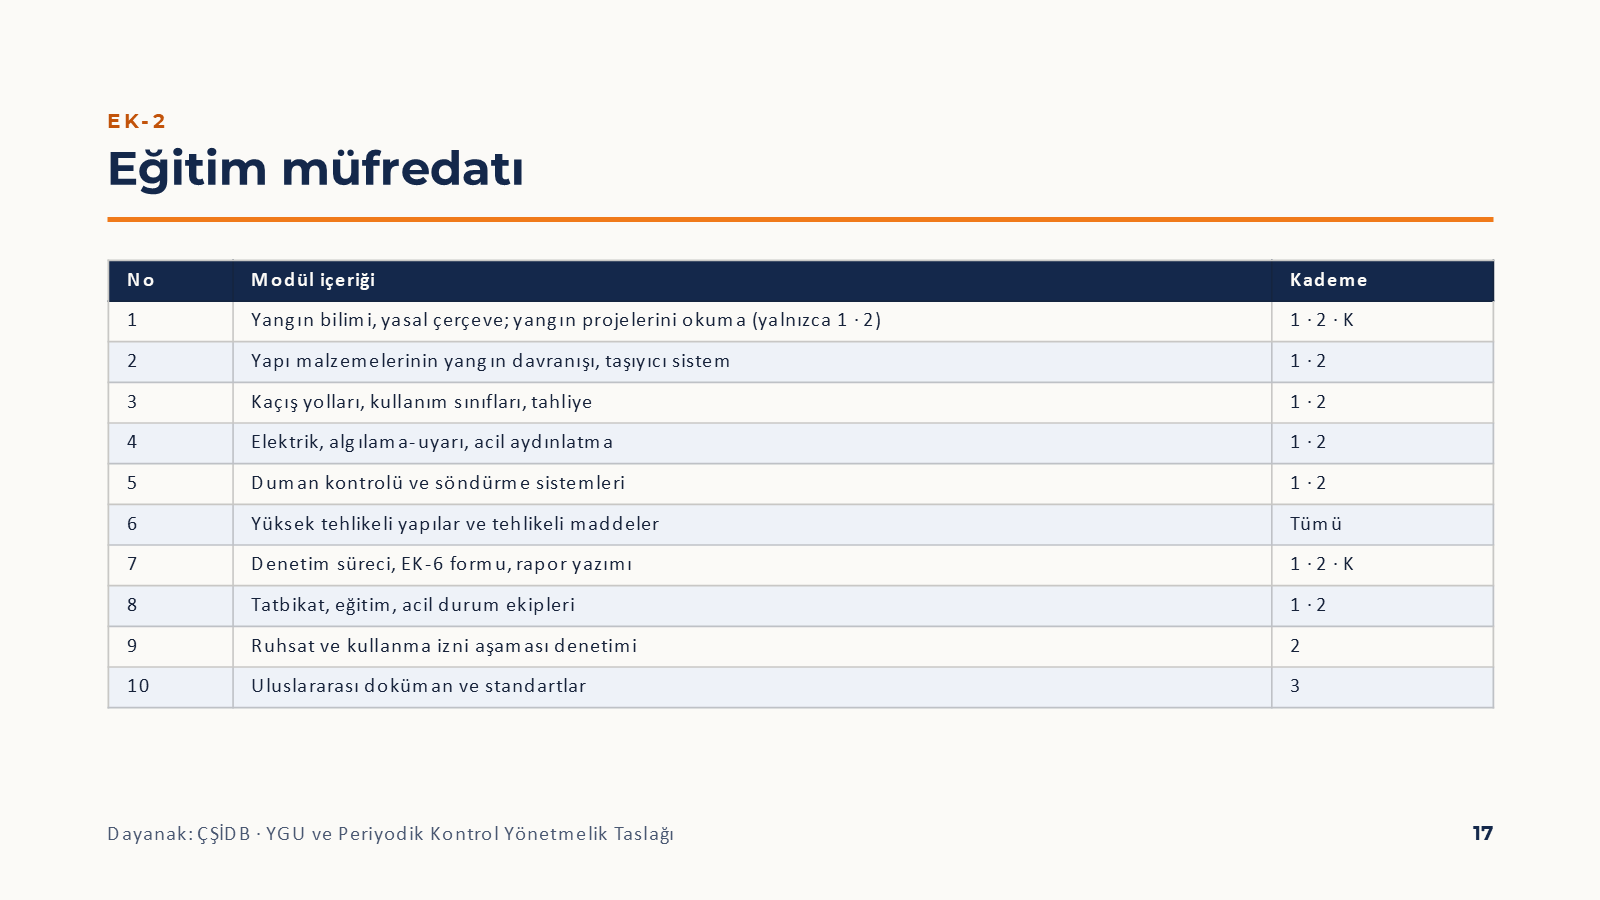 EK-2
Eğitim müfredatı
No Modül içeriği Kademe
1 Yangın bilimi, yasal çerçeve; yangın projelerini okuma (yalnızca 1 · 2) 1 · 2 · K
2 Yapı malzemelerinin yangın davranışı, taşıyıcı sistem 1 · 2
3 Kaçış yolları, kullanım sınıfları, tahliye 1 · 2
4 Elektrik, algılama-uyarı, acil aydınlatma 1 · 2
5 Duman kontrolü ve söndürme sistemleri 1 · 2
6 Yüksek tehlikeli yapılar ve tehlikeli maddeler Tümü
7 Denetim süreci, EK-6 formu, rapor yazımı 1 · 2 · K
8 Tatbikat, eğitim, acil durum ekipleri 1 · 2
9 Ruhsat ve kullanma izni aşaması denetimi 2
10 Uluslararası doküman ve standartlar 3
Dayanak: ÇŞİDB · YGU ve Periyodik Kontrol Yönetmelik Taslağı 17